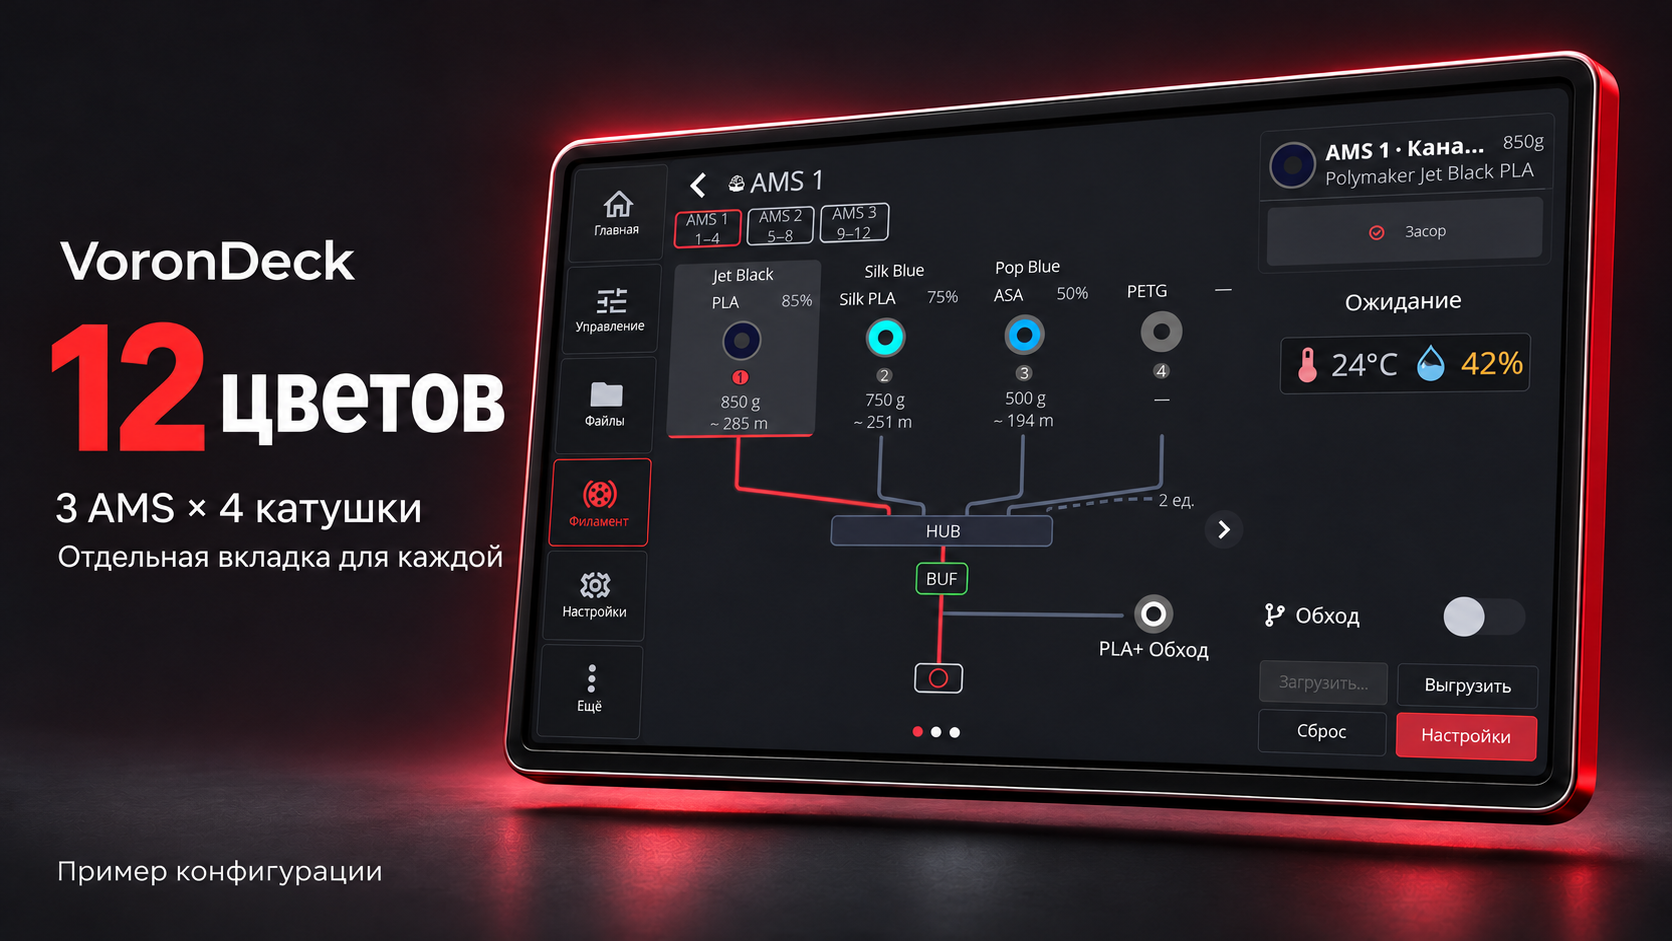 VoronDeck
12 цветов
3 AMS × 4 катушки
Отдельная вкладка для каждой
Пример конфигурации
Главная
Управление
Файлы
Филамент
Настройки
Ещё
AMS 1
AMS 1
1–4
AMS 2
5–8
AMS 3
9–12
Jet Black
PLA 85%
1
850 g
~ 285 m
Silk Blue
Silk PLA 75%
2
750 g
~ 251 m
Pop Blue
ASA 50%
3
500 g
~ 194 m
PETG —
4
—
2 ед.
HUB
BUF
PLA+ Обход
AMS 1 · Кана... 850g
Polymaker Jet Black PLA
Засор
Ожидание
24°C 42%
Обход
Загрузить...
Выгрузить
Сброс
Настройки